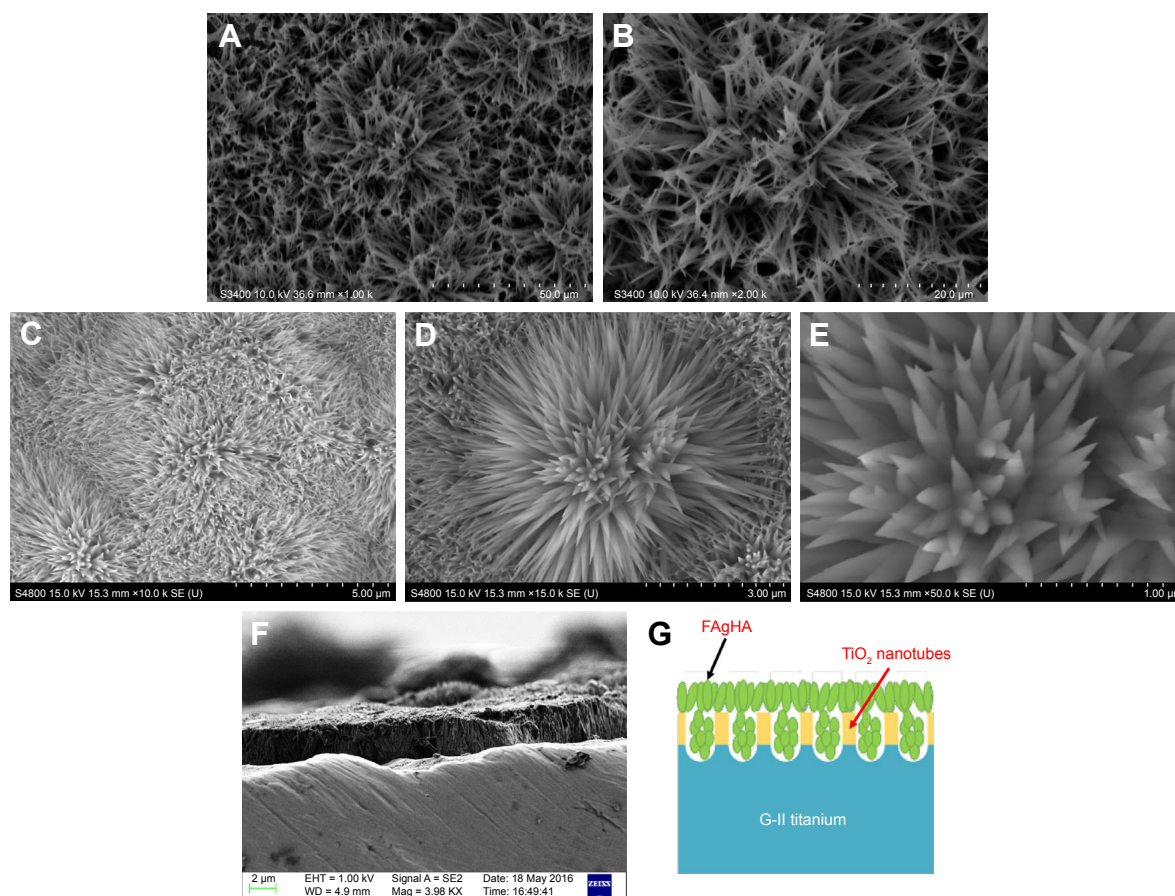 A
S3400 10.0 kV 36.6 mm ×1.00 k 50.0 µm
B
S3400 10.0 kV 36.4 mm ×2.00 k 20.0 µm
C
S4800 15.0 kV 15.3 mm ×10.0 k SE (U) 5.00 µm
D
S4800 15.0 kV 15.3 mm ×15.0 k SE (U) 3.00 µm
E
S4800 15.0 kV 15.3 mm ×50.0 k SE (U) 1.00 µm
F
2 µm EHT = 1.00 kV Signal A = SE2 Date: 18 May 2016
WD = 4.9 mm Mag = 3.98 KX Time: 16:49:41 ZEISS
G
FAgHA
TiO₂ nanotubes
G-II titanium